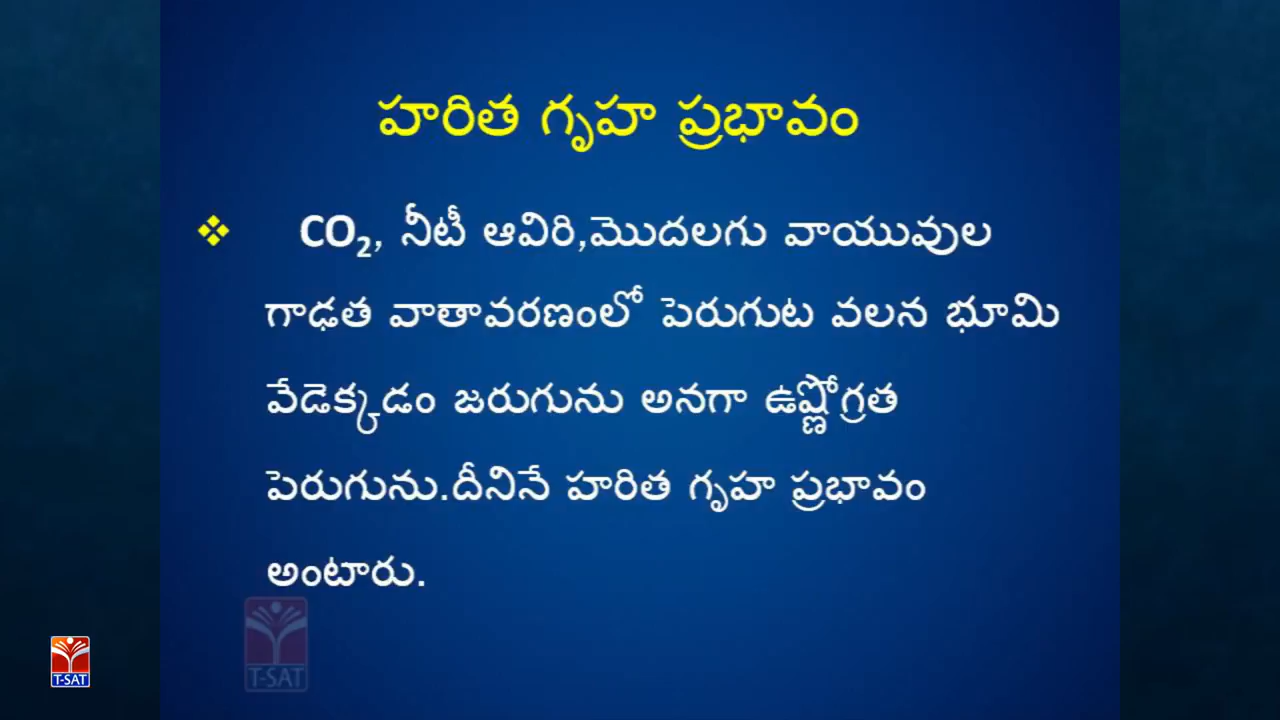 హరిత గృహ ప్రభావం
❖ CO₂, నీటీ ఆవిరి,మొదలగు వాయువుల
గాఢత వాతావరణంలో పెరుగుట వలన భూమి
వేడెక్కడం జరుగును అనగా ఉష్ణోగ్రత
పెరుగును.దీనినే హరిత గృహ ప్రభావం
అంటారు.
T-SAT
T-SAT